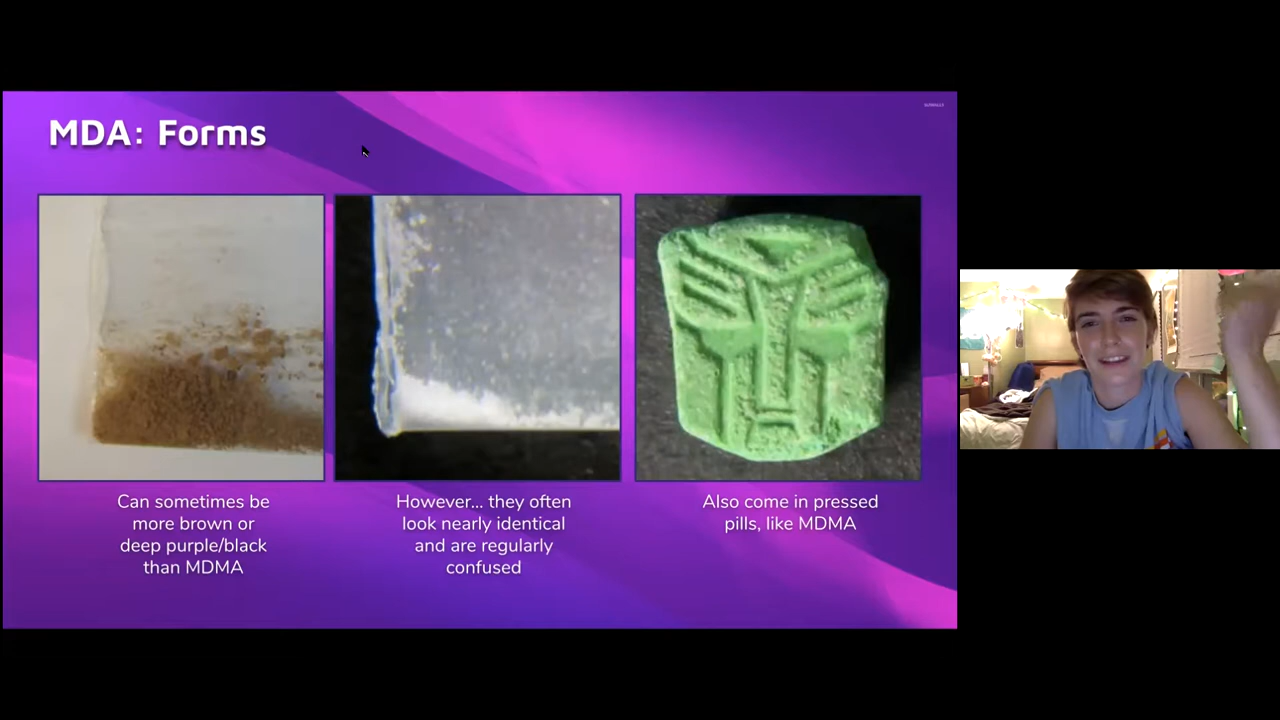 MDA: Forms
Can sometimes be
more brown or
deep purple/black
than MDMA
However... they often
look nearly identical
and are regularly
confused
Also come in pressed
pills, like MDMA